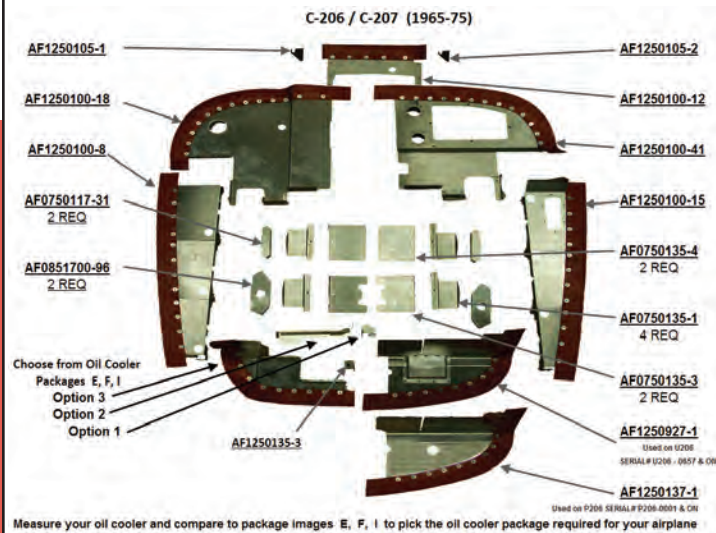 C-206 / C-207 (1965-75)
AF1250105-1
AF1250105-2
AF1250100-12
AF1250100-18
AF1250100-41
AF1250100-8
AF1250100-15
AF0750117-31
2 REQ
AF0750135-4
2 REQ
AF0851700-96
2 REQ
AF0750135-1
4 REQ
Choose from Oil Cooler
Packages E, F, I
Option 3
Option 2
Option 1
AF0750135-3
2 REQ
AF1250135-3
AF1250927-1
Used on U206
SERIAL# U206 - 0657 & ON
AF1250137-1
Used on P206 SERIAL# P206-0001 & ON
Measure your oil cooler and compare to package images E, F, I to pick the oil cooler package required for your airplane